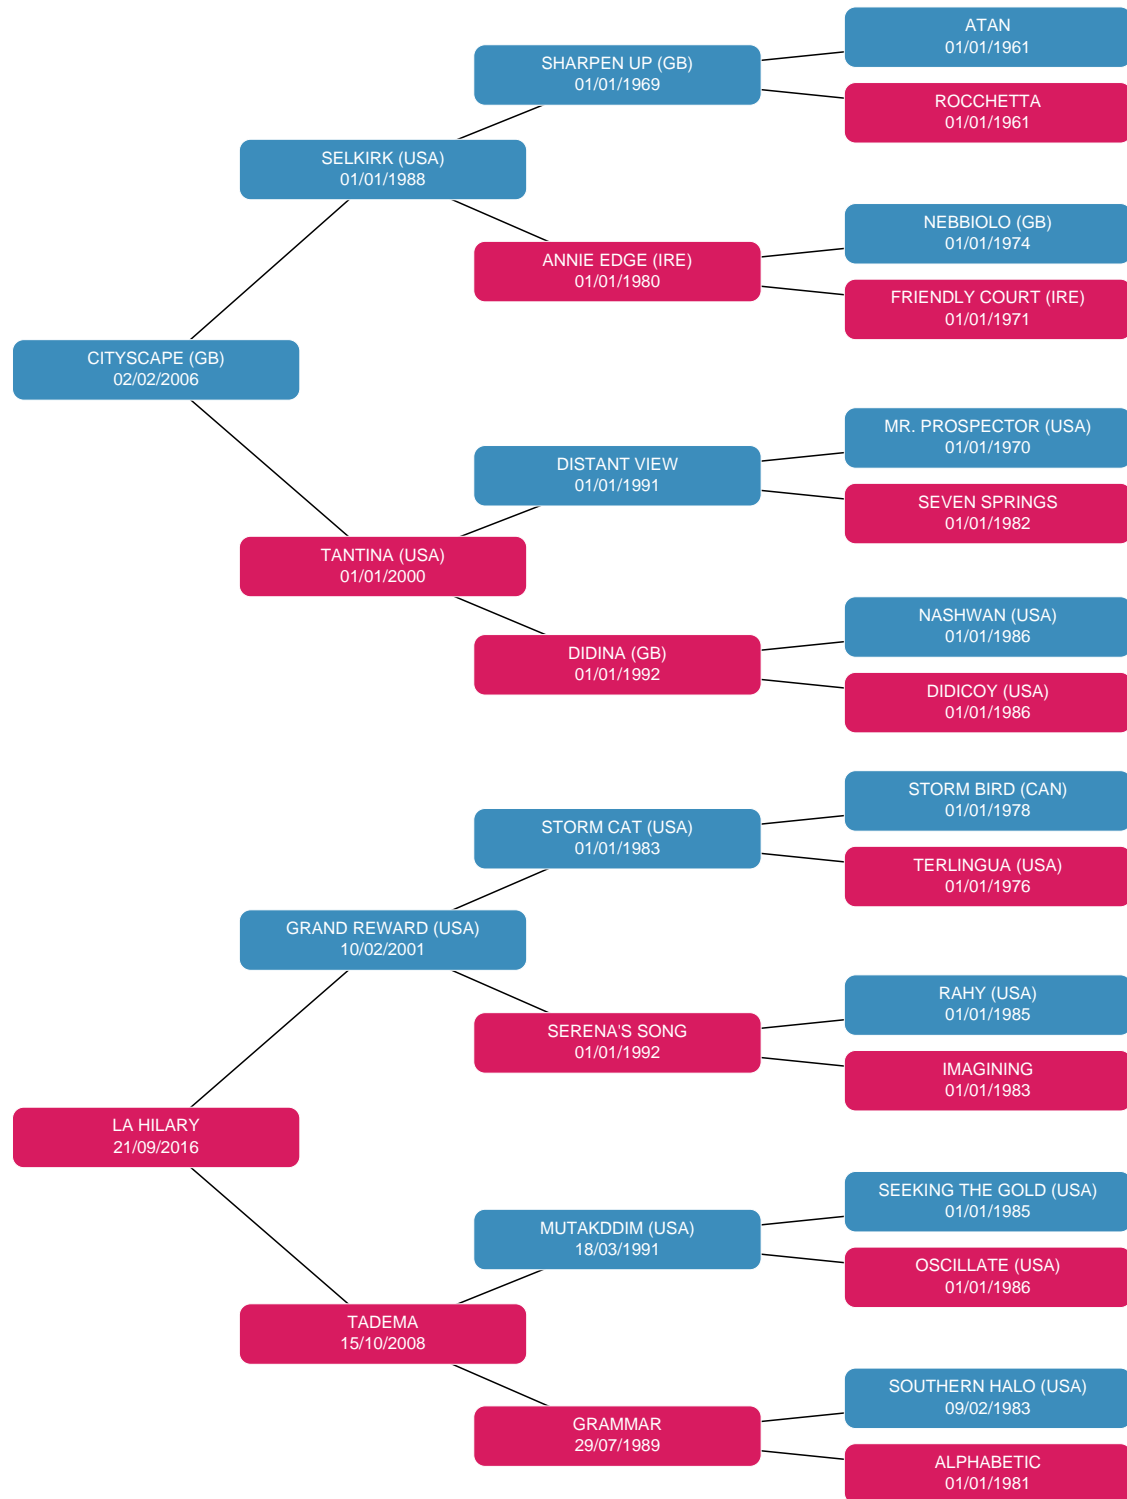 ATAN
01/01/1961
SHARPEN UP (GB)
01/01/1969
ROCCHETTA
01/01/1961
SELKIRK (USA)
01/01/1988
NEBBIOLO (GB)
01/01/1974
ANNIE EDGE (IRE)
01/01/1980
FRIENDLY COURT (IRE)
01/01/1971
CITYSCAPE (GB)
02/02/2006
MR. PROSPECTOR (USA)
01/01/1970
DISTANT VIEW
01/01/1991
SEVEN SPRINGS
01/01/1982
TANTINA (USA)
01/01/2000
NASHWAN (USA)
01/01/1986
DIDINA (GB)
01/01/1992
DIDICOY (USA)
01/01/1986
STORM BIRD (CAN)
01/01/1978
STORM CAT (USA)
01/01/1983
TERLINGUA (USA)
01/01/1976
GRAND REWARD (USA)
10/02/2001
RAHY (USA)
01/01/1985
SERENA'S SONG
01/01/1992
IMAGINING
01/01/1983
LA HILARY
21/09/2016
SEEKING THE GOLD (USA)
01/01/1985
MUTAKDDIM (USA)
18/03/1991
OSCILLATE (USA)
01/01/1986
TADEMA
15/10/2008
SOUTHERN HALO (USA)
09/02/1983
GRAMMAR
29/07/1989
ALPHABETIC
01/01/1981